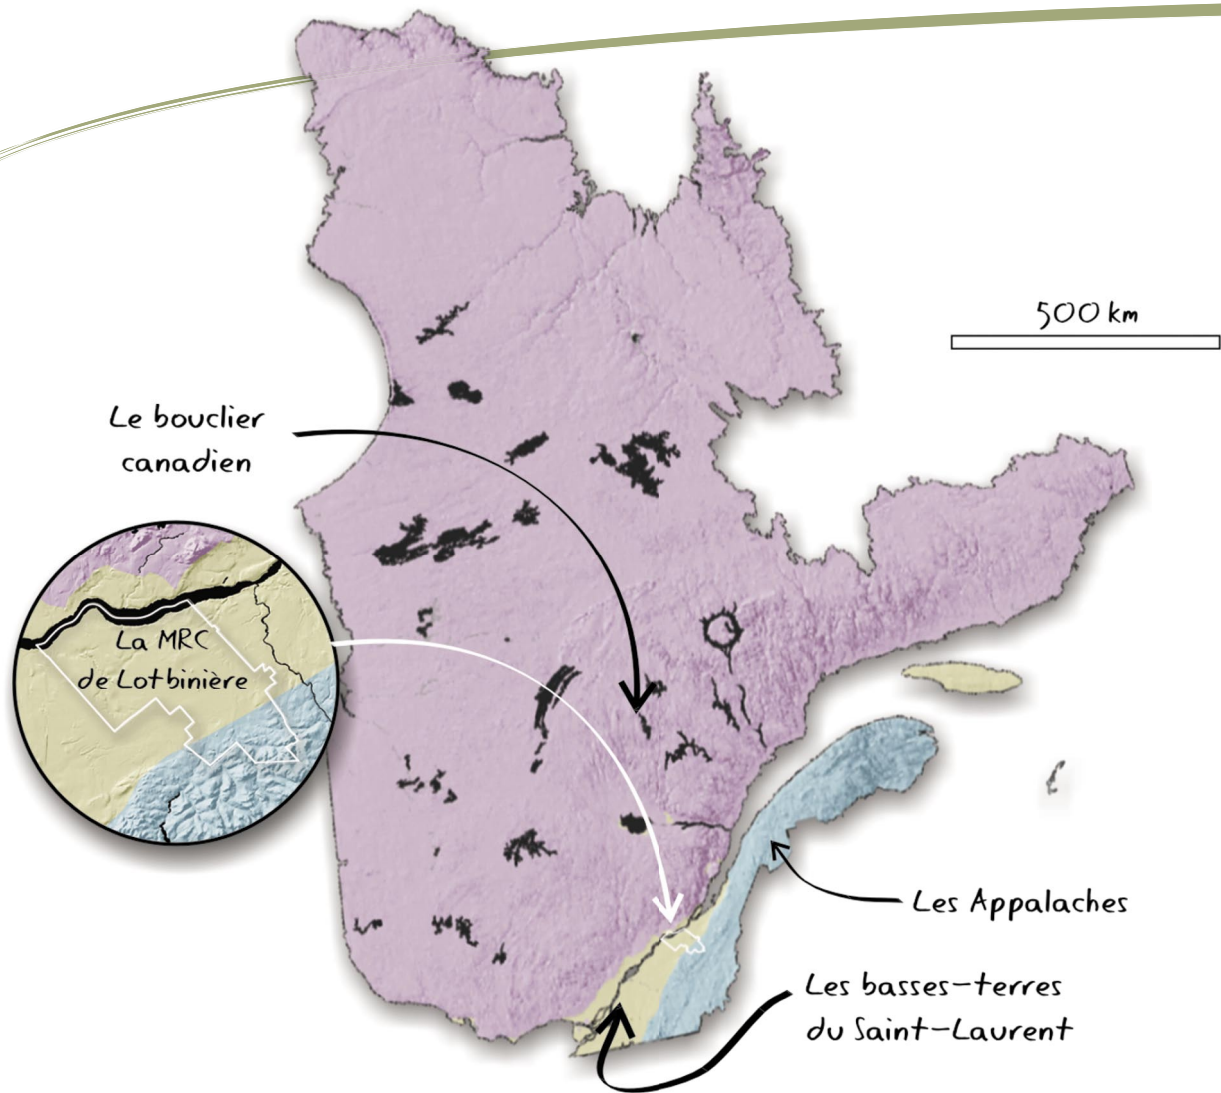 500 km
Le bouclier
canadien
La MRC
de Lotbinière
Les Appalaches
Les basses-terres
du Saint-Laurent